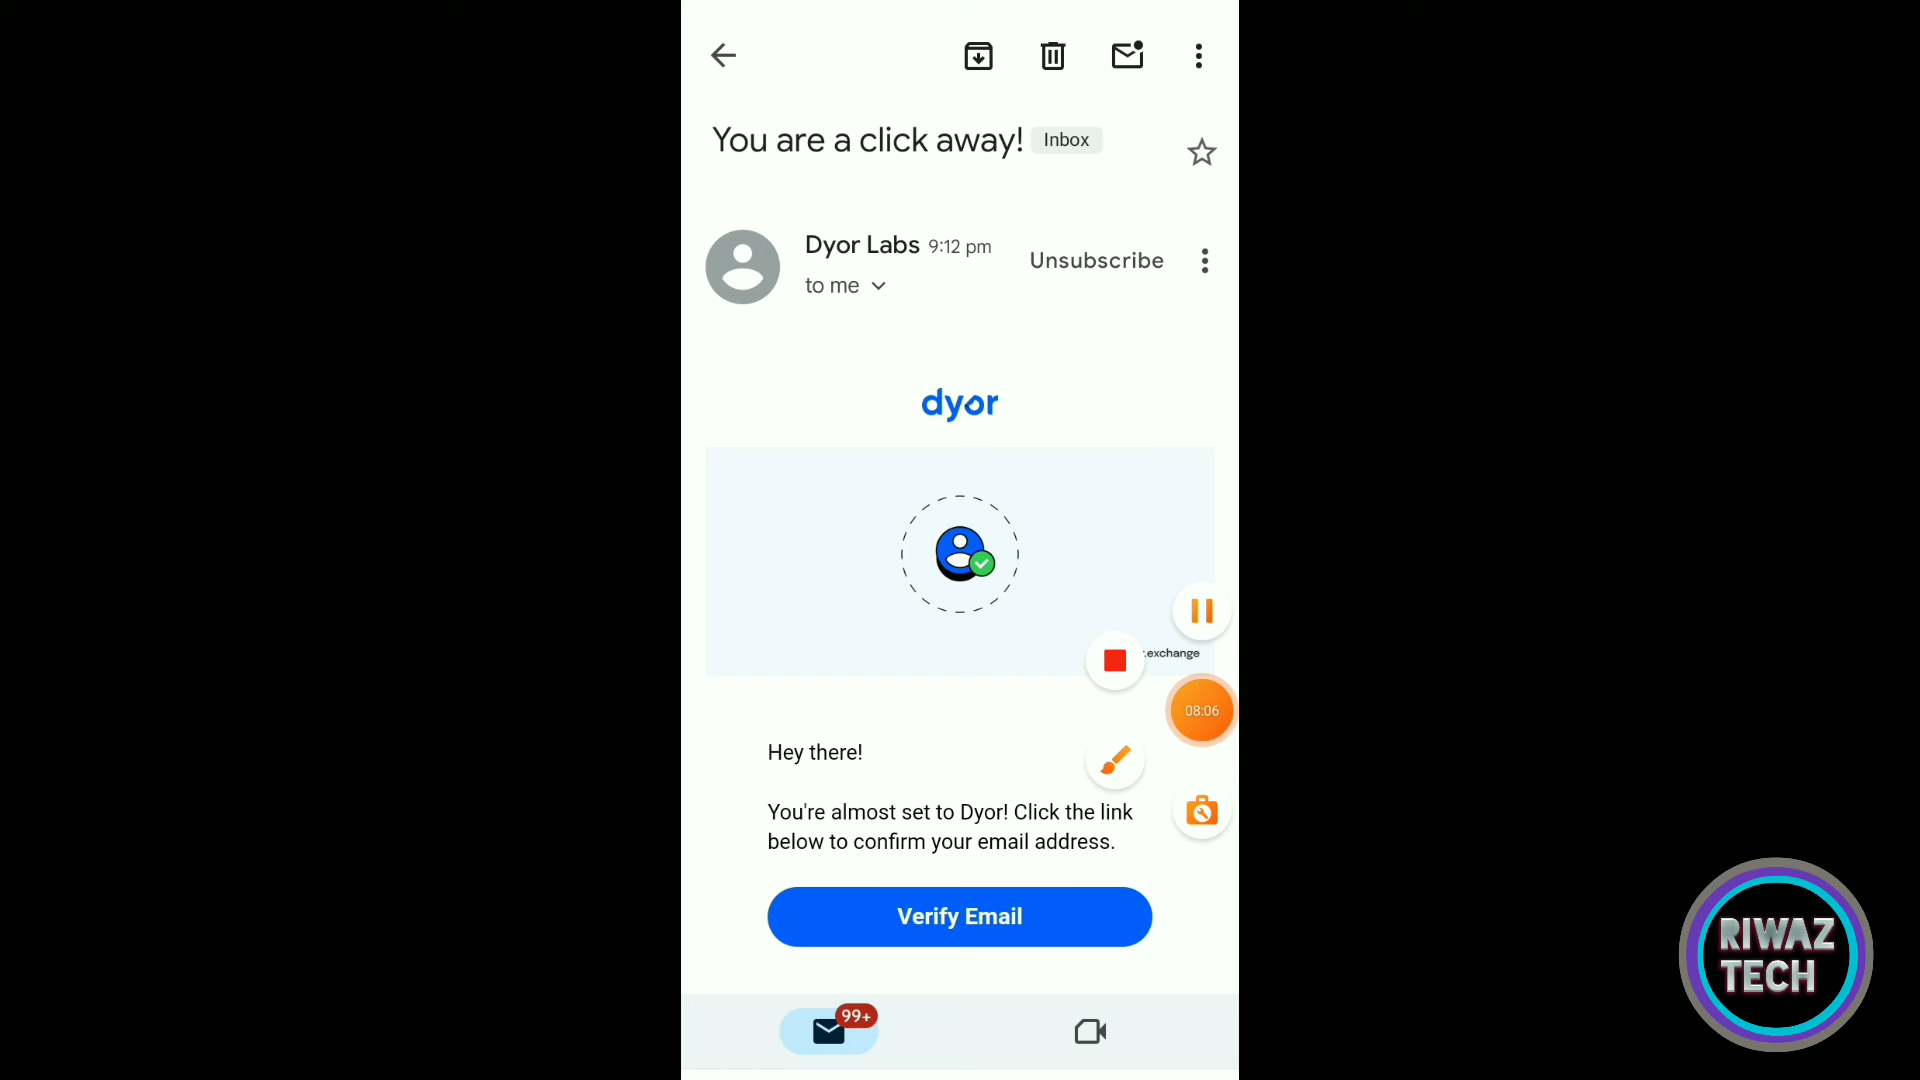 You are a click away! Inbox
Dyor Labs 9:12 pm
Unsubscribe
to me
dyor
.exchange
08:06
Hey there!
You're almost set to Dyor! Click the link
below to confirm your email address.
Verify Email
99+
RIWAZ
TECH